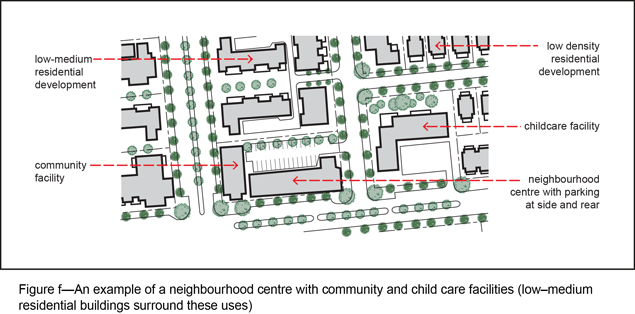 low-medium
residential
development
low density
residential
development
childcare facility
community
facility
neighbourhood
centre with parking
at side and rear
Figure f—An example of a neighbourhood centre with community and child care facilities (low–medium
residential buildings surround these uses)